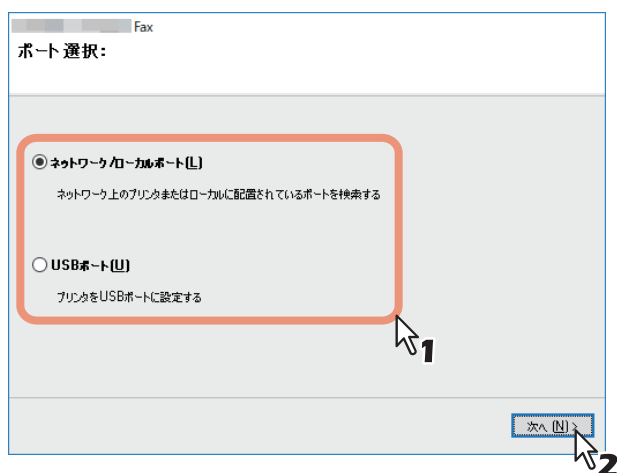 Fax
ポート選択:
ネットワーク/ローカルポート(L)
ネットワーク上のプリンタまたはローカルに配置されているポートを検索する
USBポート(U)
プリンタをUSBポートに設定する
1
次へ (N) >
2